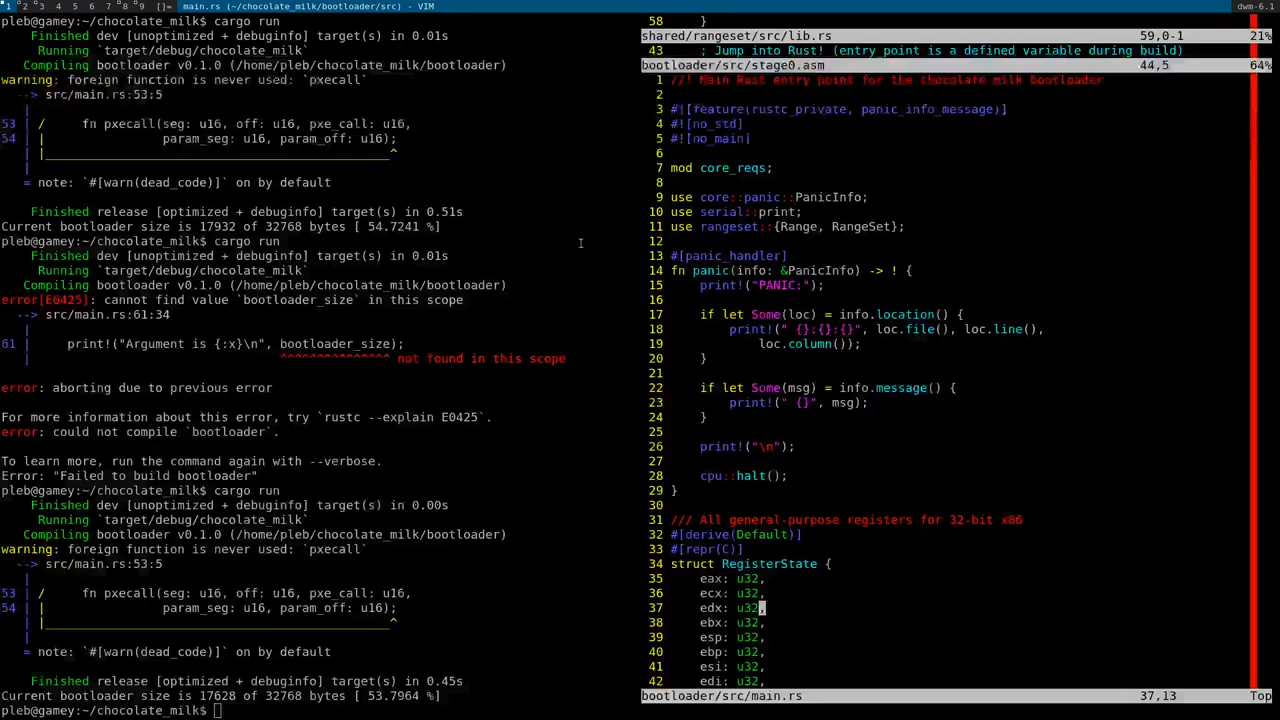 1 2 3 4 5 6 7 8 9 []= main.rs (~/chocolate_milk/bootloader/src) - VIM dwm-6.1
pleb@gamey:~/chocolate_milk$ cargo run
    Finished dev [unoptimized + debuginfo] target(s) in 0.01s
     Running `target/debug/chocolate_milk`
   Compiling bootloader v0.1.0 (/home/pleb/chocolate_milk/bootloader)
warning: foreign function is never used: `pxecall`
  --> src/main.rs:53:5
   |
53 | /     fn pxecall(seg: u16, off: u16, pxe_call: u16,
54 | |                param_seg: u16, param_off: u16);
   | |_______________________________________________^
   |
   = note: `#[warn(dead_code)]` on by default
    Finished release [optimized + debuginfo] target(s) in 0.51s
Current bootloader size is 17932 of 32768 bytes [ 54.7241 %]
pleb@gamey:~/chocolate_milk$ cargo run
    Finished dev [unoptimized + debuginfo] target(s) in 0.01s
     Running `target/debug/chocolate_milk`
   Compiling bootloader v0.1.0 (/home/pleb/chocolate_milk/bootloader)
error[E0425]: cannot find value `bootloader_size` in this scope
  --> src/main.rs:61:34
   |
61 |     print!("Argument is {:x}\n", bootloader_size);
   |                                  ^^^^^^^^^^^^^^^ not found in this scope
error: aborting due to previous error
For more information about this error, try `rustc --explain E0425`.
error: could not compile `bootloader`.
To learn more, run the command again with --verbose.
Error: "Failed to build bootloader"
pleb@gamey:~/chocolate_milk$ cargo run
    Finished dev [unoptimized + debuginfo] target(s) in 0.00s
     Running `target/debug/chocolate_milk`
   Compiling bootloader v0.1.0 (/home/pleb/chocolate_milk/bootloader)
warning: foreign function is never used: `pxecall`
  --> src/main.rs:53:5
   |
53 | /     fn pxecall(seg: u16, off: u16, pxe_call: u16,
54 | |                param_seg: u16, param_off: u16);
   | |_______________________________________________^
   |
   = note: `#[warn(dead_code)]` on by default
    Finished release [optimized + debuginfo] target(s) in 0.45s
Current bootloader size is 17628 of 32768 bytes [ 53.7964 %]
pleb@gamey:~/chocolate_milk$
58     }
shared/rangeset/src/lib.rs 59,0-1 21%
43     ; Jump into Rust! (entry_point is a defined variable during build)
bootloader/src/stage0.asm 44,5 64%
1 //! Main Rust entry point for the chocolate milk bootloader
2
3 #![feature(rustc_private, panic_info_message)]
4 #![no_std]
5 #![no_main]
6
7 mod core_reqs;
8
9 use core::panic::PanicInfo;
10 use serial::print;
11 use rangeset::{Range, RangeSet};
12
13 #[panic_handler]
14 fn panic(info: &PanicInfo) -> ! {
15     print!("PANIC:");
16
17     if let Some(loc) = info.location() {
18         print!(" {}:{}:{}", loc.file(), loc.line(),
19             loc.column());
20     }
21
22     if let Some(msg) = info.message() {
23         print!(" {}", msg);
24     }
25
26     print!("\n");
27
28     cpu::halt();
29 }
30
31 /// All general-purpose registers for 32-bit x86
32 #[derive(Default)]
33 #[repr(C)]
34 struct RegisterState {
35     eax: u32,
36     ecx: u32,
37     edx: u32,
38     ebx: u32,
39     esp: u32,
40     ebp: u32,
41     esi: u32,
42     edi: u32,
bootloader/src/main.rs 37,13 Top